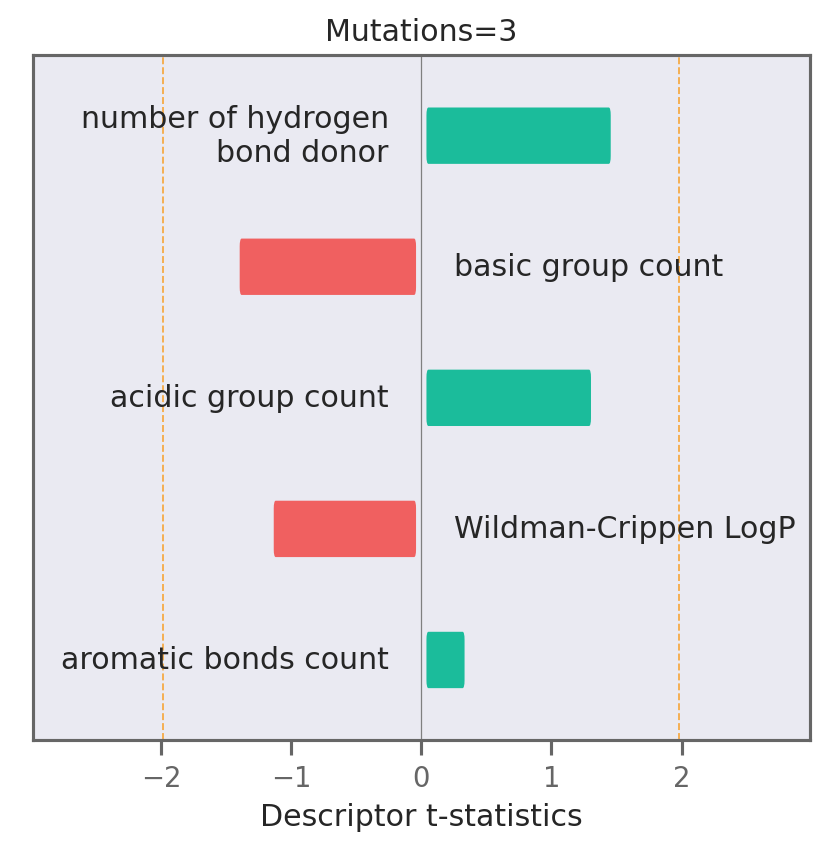 Mutations=3
number of hydrogen
bond donor
basic group count
acidic group count
Wildman-Crippen LogP
aromatic bonds count
−2 −1 0 1 2
Descriptor t-statistics